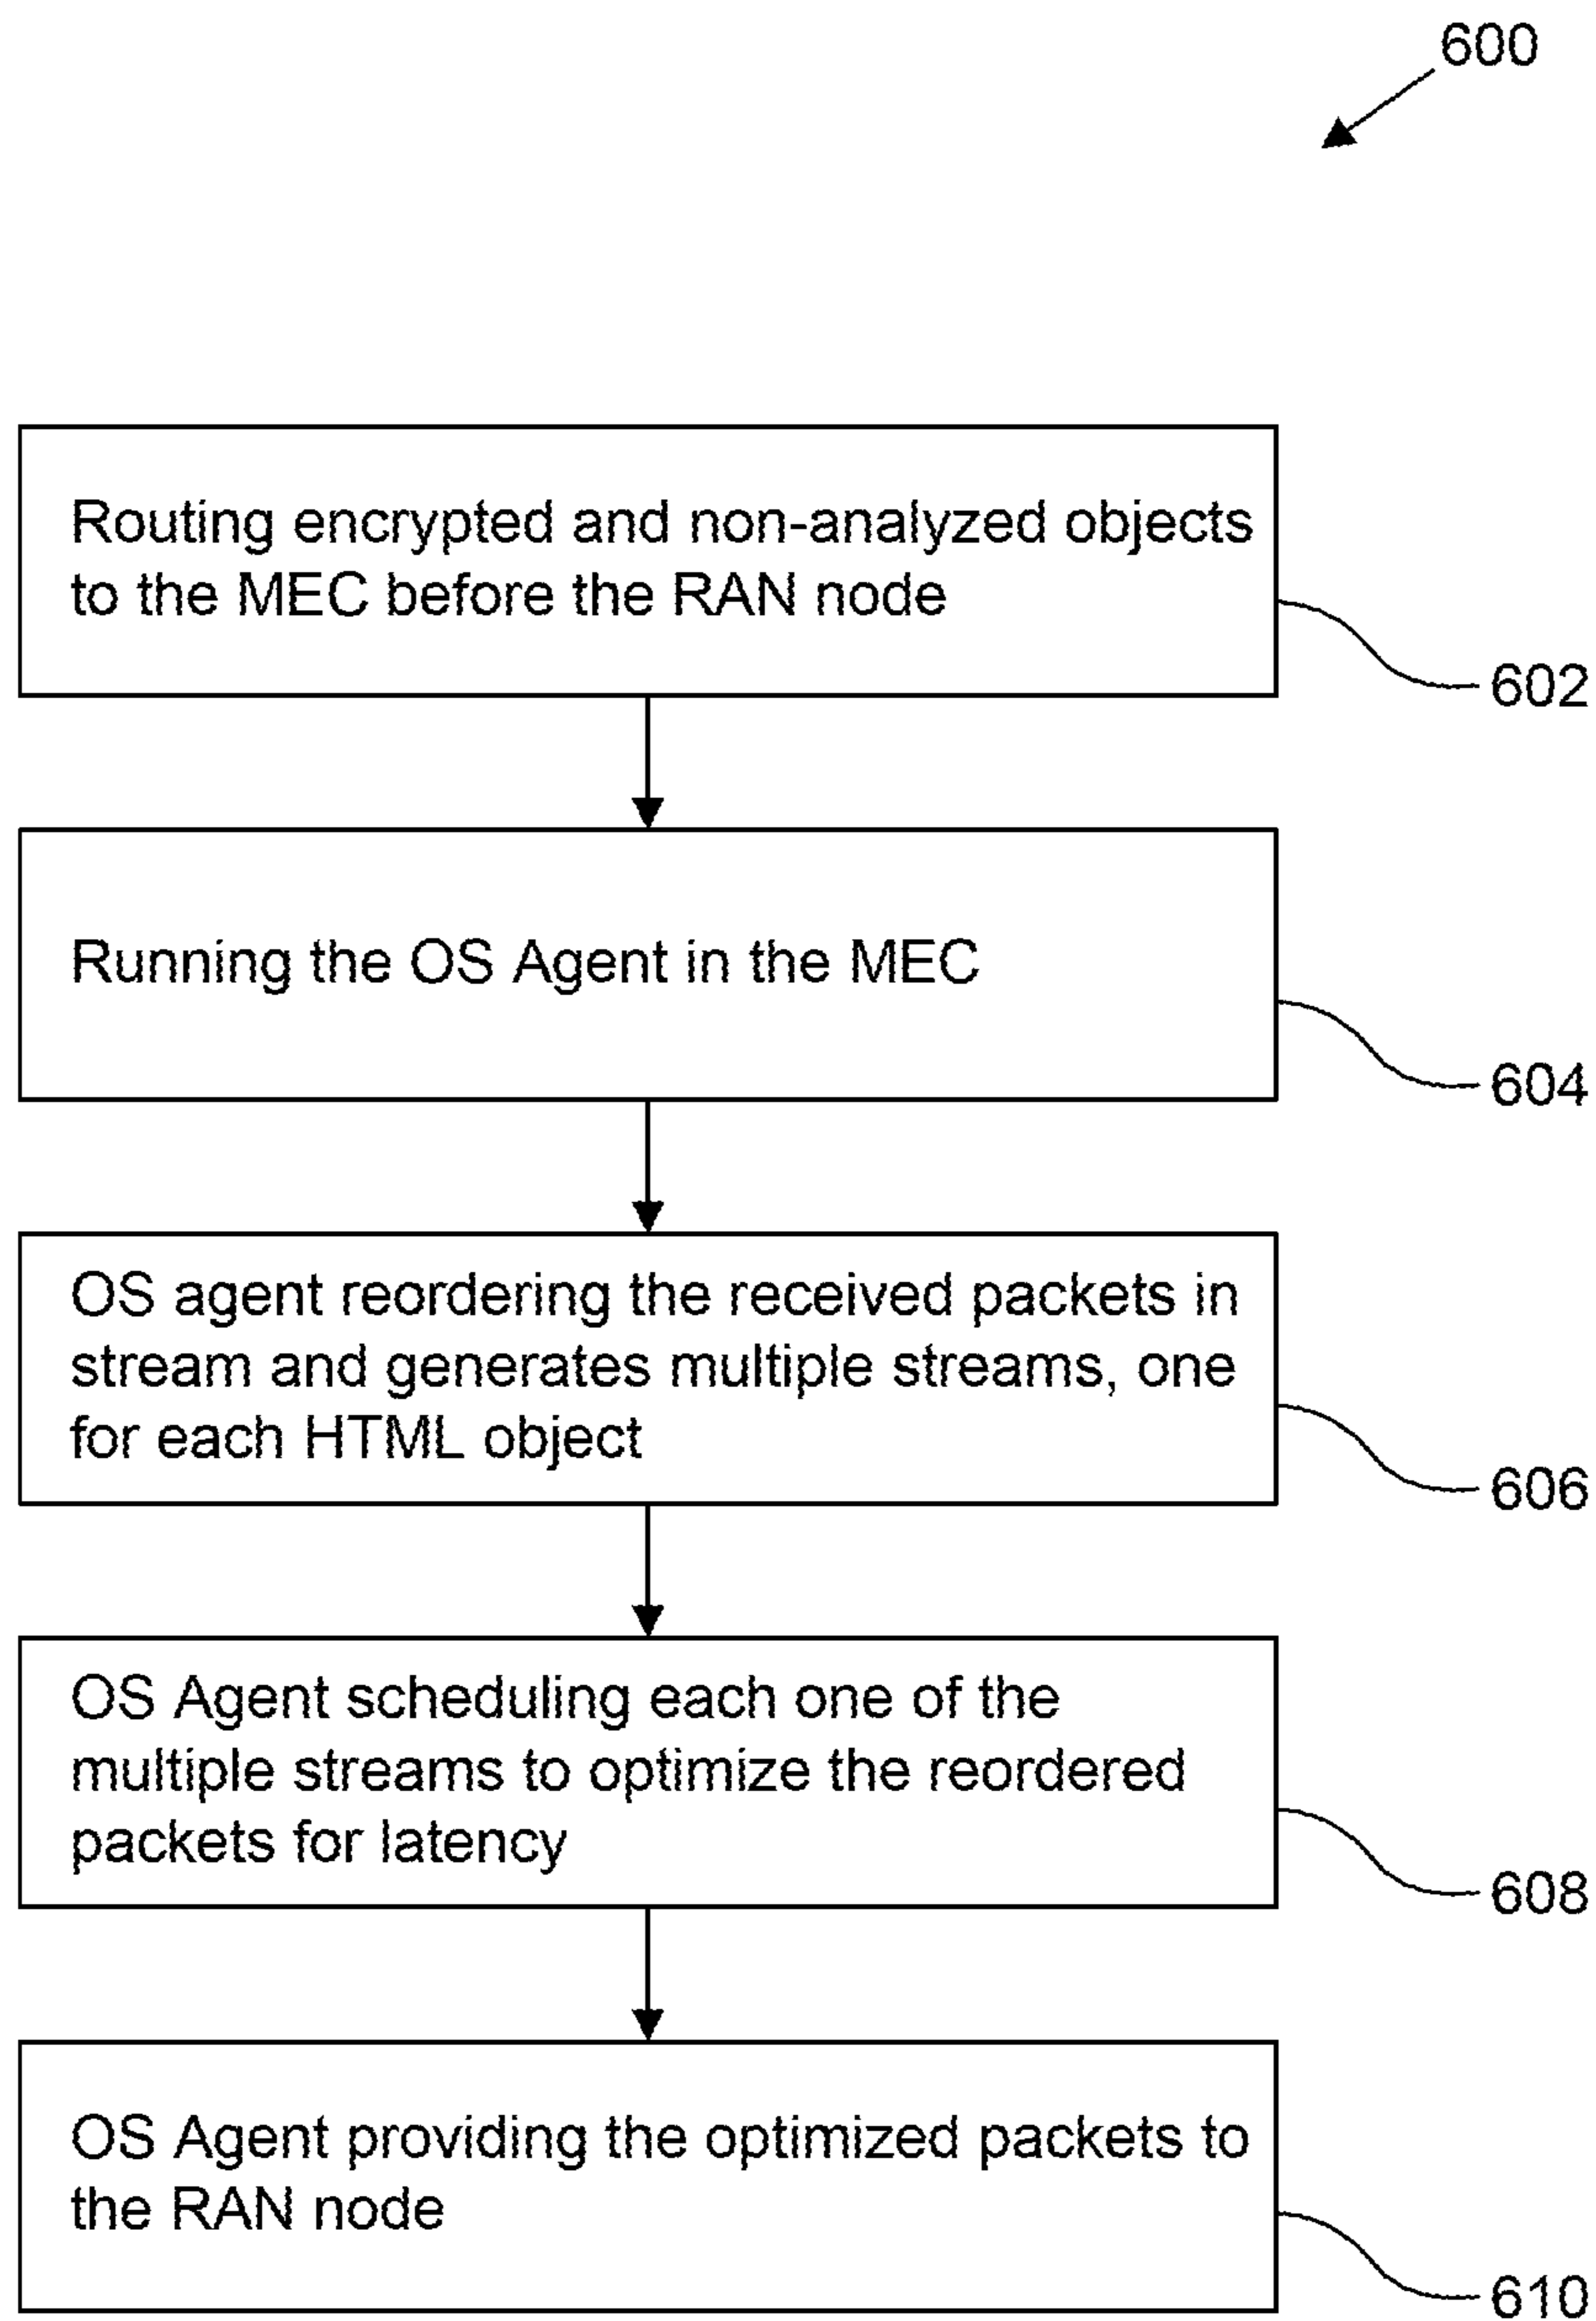 600
Routing encrypted and non-analyzed objects
to the MEC before the RAN node
602
Running the OS Agent in the MEC
604
OS agent reordering the received packets in
stream and generates multiple streams, one
for each HTML object
606
OS Agent scheduling each one of the
multiple streams to optimize the reordered
packets for latency
608
OS Agent providing the optimized packets to
the RAN node
610